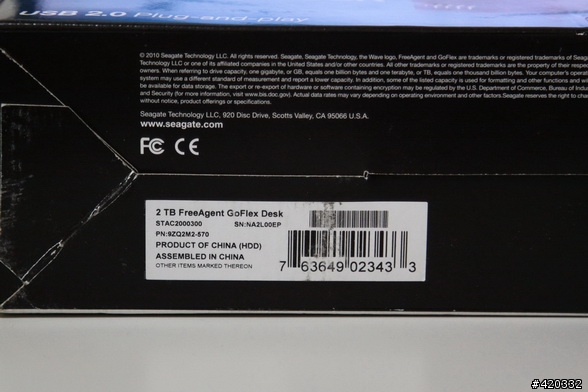 USB 2.0 Plug-and-play
© 2010 Seagate Technology LLC. All rights reserved. Seagate, Seagate Technology, the Wave logo, FreeAgent and GoFlex are trademarks or registered trademarks of Seaga
Technology LLC or one of its affiliated companies in the United States and/or other countries. All other trademarks or registered trademarks are the property of their respec
owners. When referring to drive capacity, one gigabyte, or GB, equals one billion bytes and one terabyte, or TB, equals one thousand billion bytes. Your computer's oper
system may use a different standard of measurement and report a lower capacity. In addition, some of the listed capacity is used for formatting and other functions and wi
be available for data storage. The export or re-export of hardware or software containing encryption may be regulated by the U.S. Department of Commerce, Bureau of Indu
and Security (for more information, visit www.bis.doc.gov). Actual data rates may vary depending on operating environment and other factors. Seagate reserves the right to cha
without notice, product offerings or specifications.
Seagate Technology LLC, 920 Disc Drive, Scotts Valley, CA 95066 U.S.A.
www.seagate.com
FC CE
2 TB FreeAgent GoFlex Desk
STAC2000300 SN:NA2L00EP
PN:9ZQ2M2-570
PRODUCT OF CHINA (HDD)
ASSEMBLED IN CHINA
OTHER ITEMS MARKED THEREON
7 63649 02343 3
#420332